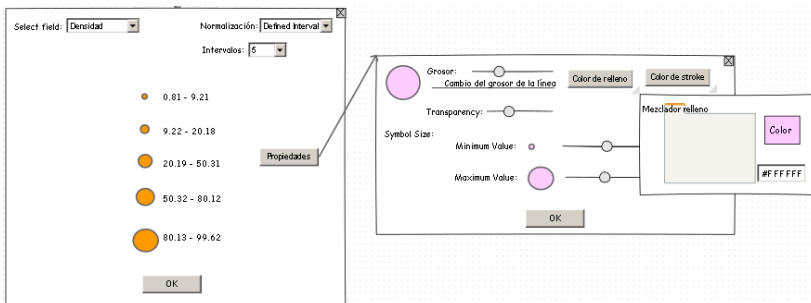 Select field: Densidad
Normalización: Defined Interval
Intervalos: 5
0.81 - 9.21
9.22 - 20.18
20.19 - 50.31
50.32 - 80.12
80.13 - 99.62
Propiedades
OK
Grosor:
Cambio del grosor de la línea
Color de relleno
Color de stroke
Transparency:
Symbol Size:
Minimum Value:
Maximum Value:
OK
Mezclador relleno
Color
#FFFFFF